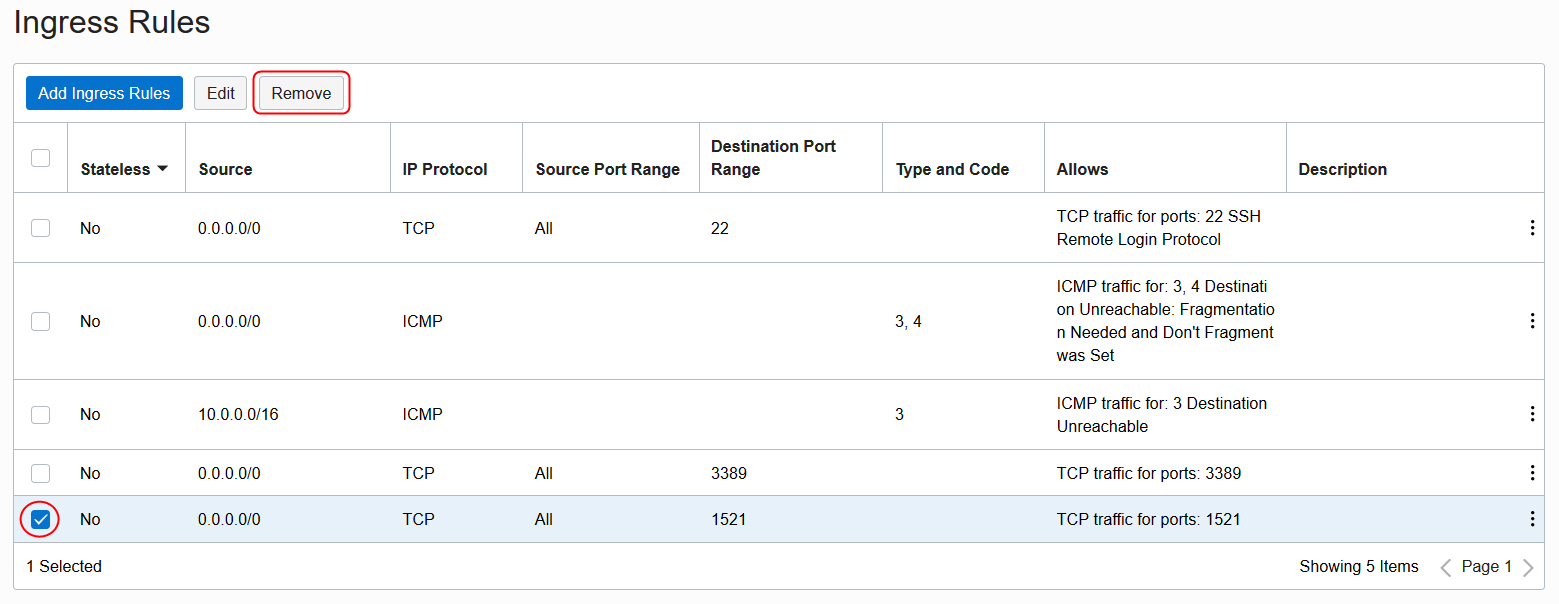 Ingress Rules
Add Ingress Rules Edit Remove
Stateless Source IP Protocol Source Port Range Destination Port Range Type and Code Allows Description
No 0.0.0.0/0 TCP All 22 TCP traffic for ports: 22 SSH
Remote Login Protocol
No 0.0.0.0/0 ICMP 3, 4 ICMP traffic for: 3, 4 Destinati
on Unreachable: Fragmentatio
n Needed and Don't Fragment
was Set
No 10.0.0.0/16 ICMP 3 ICMP traffic for: 3 Destination
Unreachable
No 0.0.0.0/0 TCP All 3389 TCP traffic for ports: 3389
No 0.0.0.0/0 TCP All 1521 TCP traffic for ports: 1521
1 Selected Showing 5 Items Page 1